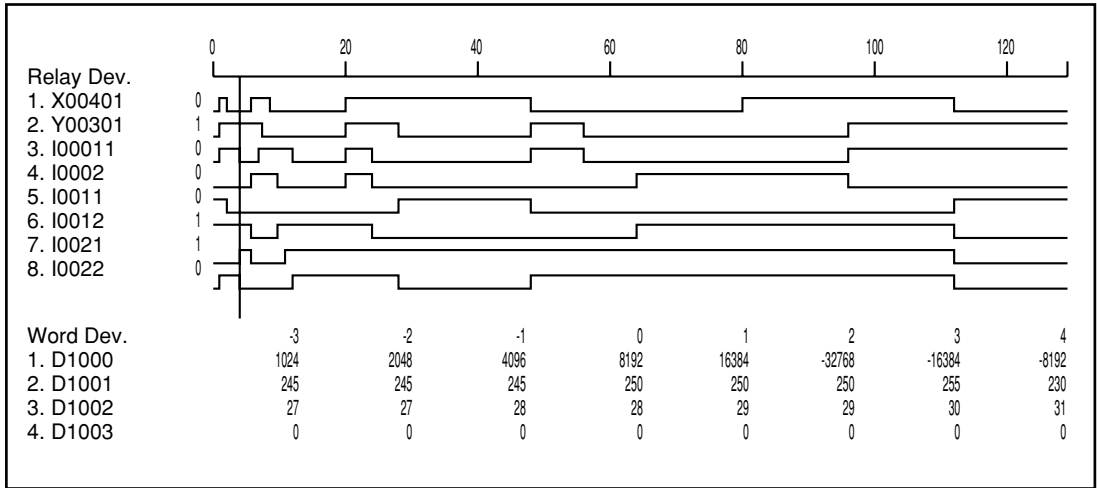 0 20 40 60 80 100 120
Relay Dev.
1. X00401 0
2. Y00301 1
3. I00011 0
4. I0002 0
5. I0011 0
6. I0012 1
7. I0021 1
8. I0022 0
Word Dev. -3 -2 -1 0 1 2 3 4
1. D1000 1024 2048 4096 8192 16384 -32768 -16384 -8192
2. D1001 245 245 245 250 250 250 255 230
3. D1002 27 27 28 28 29 29 30 31
4. D1003 0 0 0 0 0 0 0 0